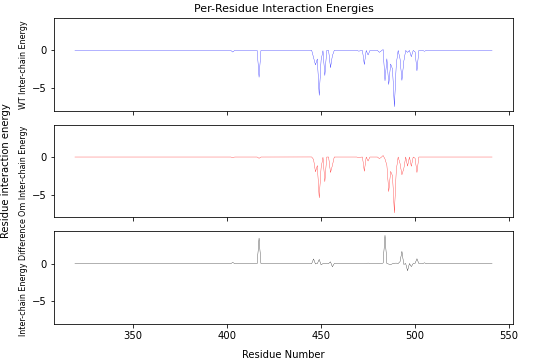 Per-Residue Interaction Energies
Residue interaction energy
WT Inter-chain Energy
0
−5
Om Inter-chain Energy
0
−5
Inter-chain Energy Difference
0
−5
350 400 450 500 550
Residue Number